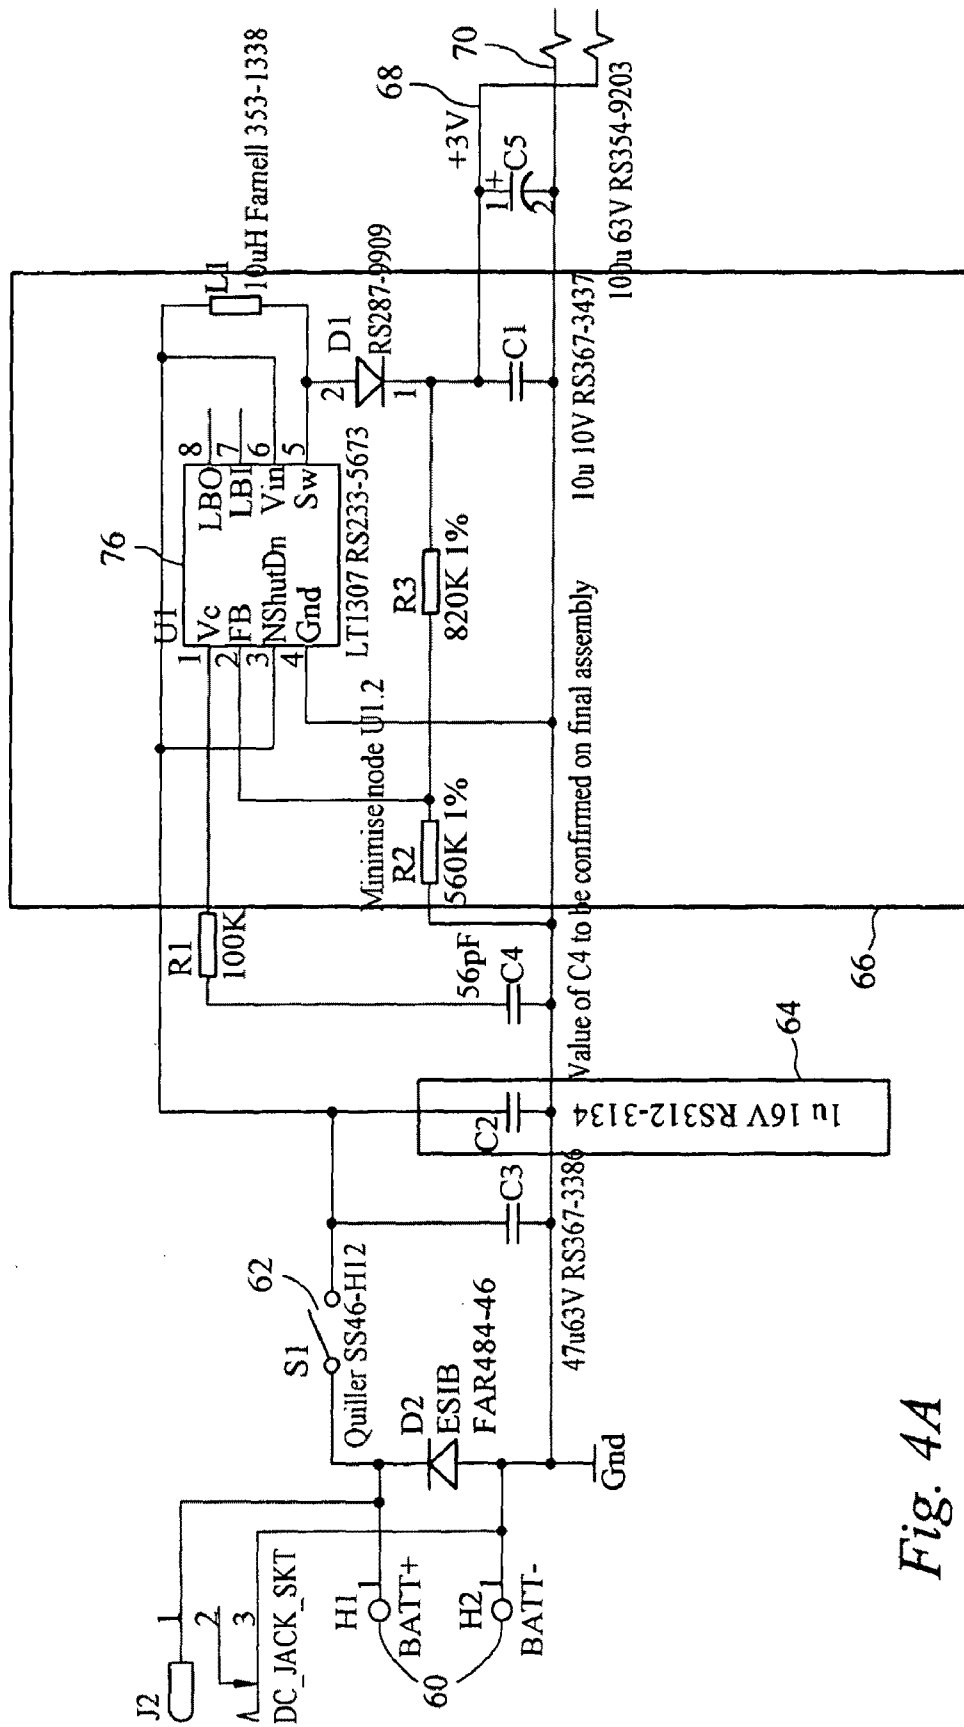 J2
1
2
3
DC_JACK_SKT
H1
1
BATT+
60
H2
1
BATT-
S1
62
Quiller SS46-H12
D2
ESIB
FAR484-46
Gnd
C3
47u63V RS367-3386
C2
1u 16V RS312-3134
64
R1
100K
56pF
C4
Value of C4 to be confirmed on final assembly
66
Minimise node U1.2
R2
560K 1%
R3
820K 1%
76
U1
1
2
3
4
Vc
FB
NShutDn
Gnd
LBO
LBI
Vin
Sw
8
7
6
5
LT1307 RS233-5673
L1
10uH Farnell 353-1338
D1
2
1
RS287-9909
C1
10u 10V RS367-3437
+3V
68
70
1
+
C5
2
100u 63V RS354-9203
Fig. 4A